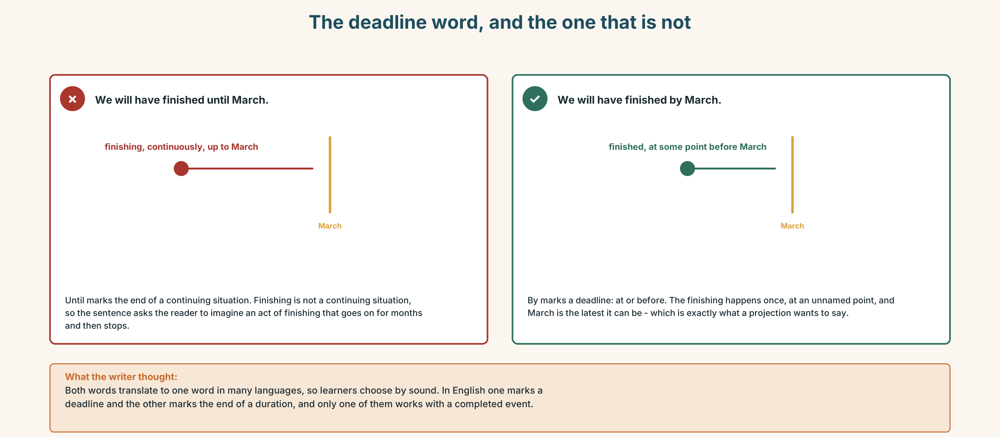 The deadline word, and the one that is not
We will have finished until March.
finishing, continuously, up to March
March
Until marks the end of a continuing situation. Finishing is not a continuing situation,
so the sentence asks the reader to imagine an act of finishing that goes on for months
and then stops.
We will have finished by March.
finished, at some point before March
March
By marks a deadline: at or before. The finishing happens once, at an unnamed point, and
March is the latest it can be - which is exactly what a projection wants to say.
What the writer thought:
Both words translate to one word in many languages, so learners choose by sound. In English one marks a
deadline and the other marks the end of a duration, and only one of them works with a completed event.